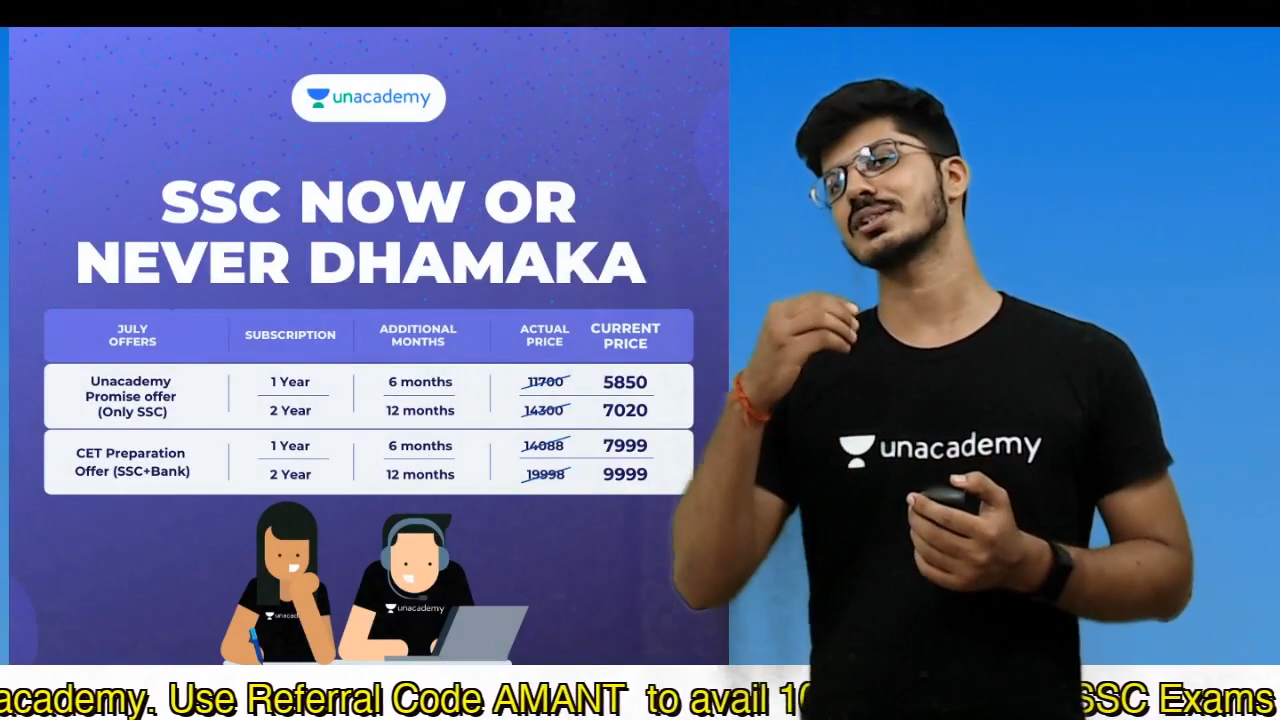 unacademy
SSC NOW OR
NEVER DHAMAKA
JULY
OFFERS
SUBSCRIPTION
ADDITIONAL
MONTHS
ACTUAL
PRICE
CURRENT
PRICE
Unacademy
Promise offer
(Only SSC)
1 Year
6 months
11700
5850
2 Year
12 months
14300
7020
CET Preparation
Offer (SSC+Bank)
1 Year
6 months
14088
7999
2 Year
12 months
19998
9999
unacademy
unacademy
academy. Use Referral Code AMANT to avail 10 SSC Exams